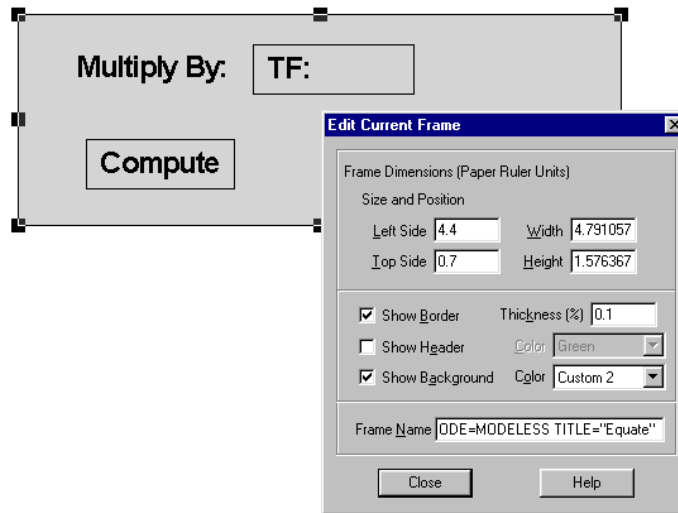 Multiply By: TF:
Compute
Edit Current Frame
Frame Dimensions (Paper Ruler Units)
Size and Position
Left Side 4.4 Width 4.791057
Top Side 0.7 Height 1.576367
Show Border Thickness (%) 0.1
Show Header Color Green
Show Background Color Custom 2
Frame Name ODE=MODELESS TITLE="Equate"
Close Help